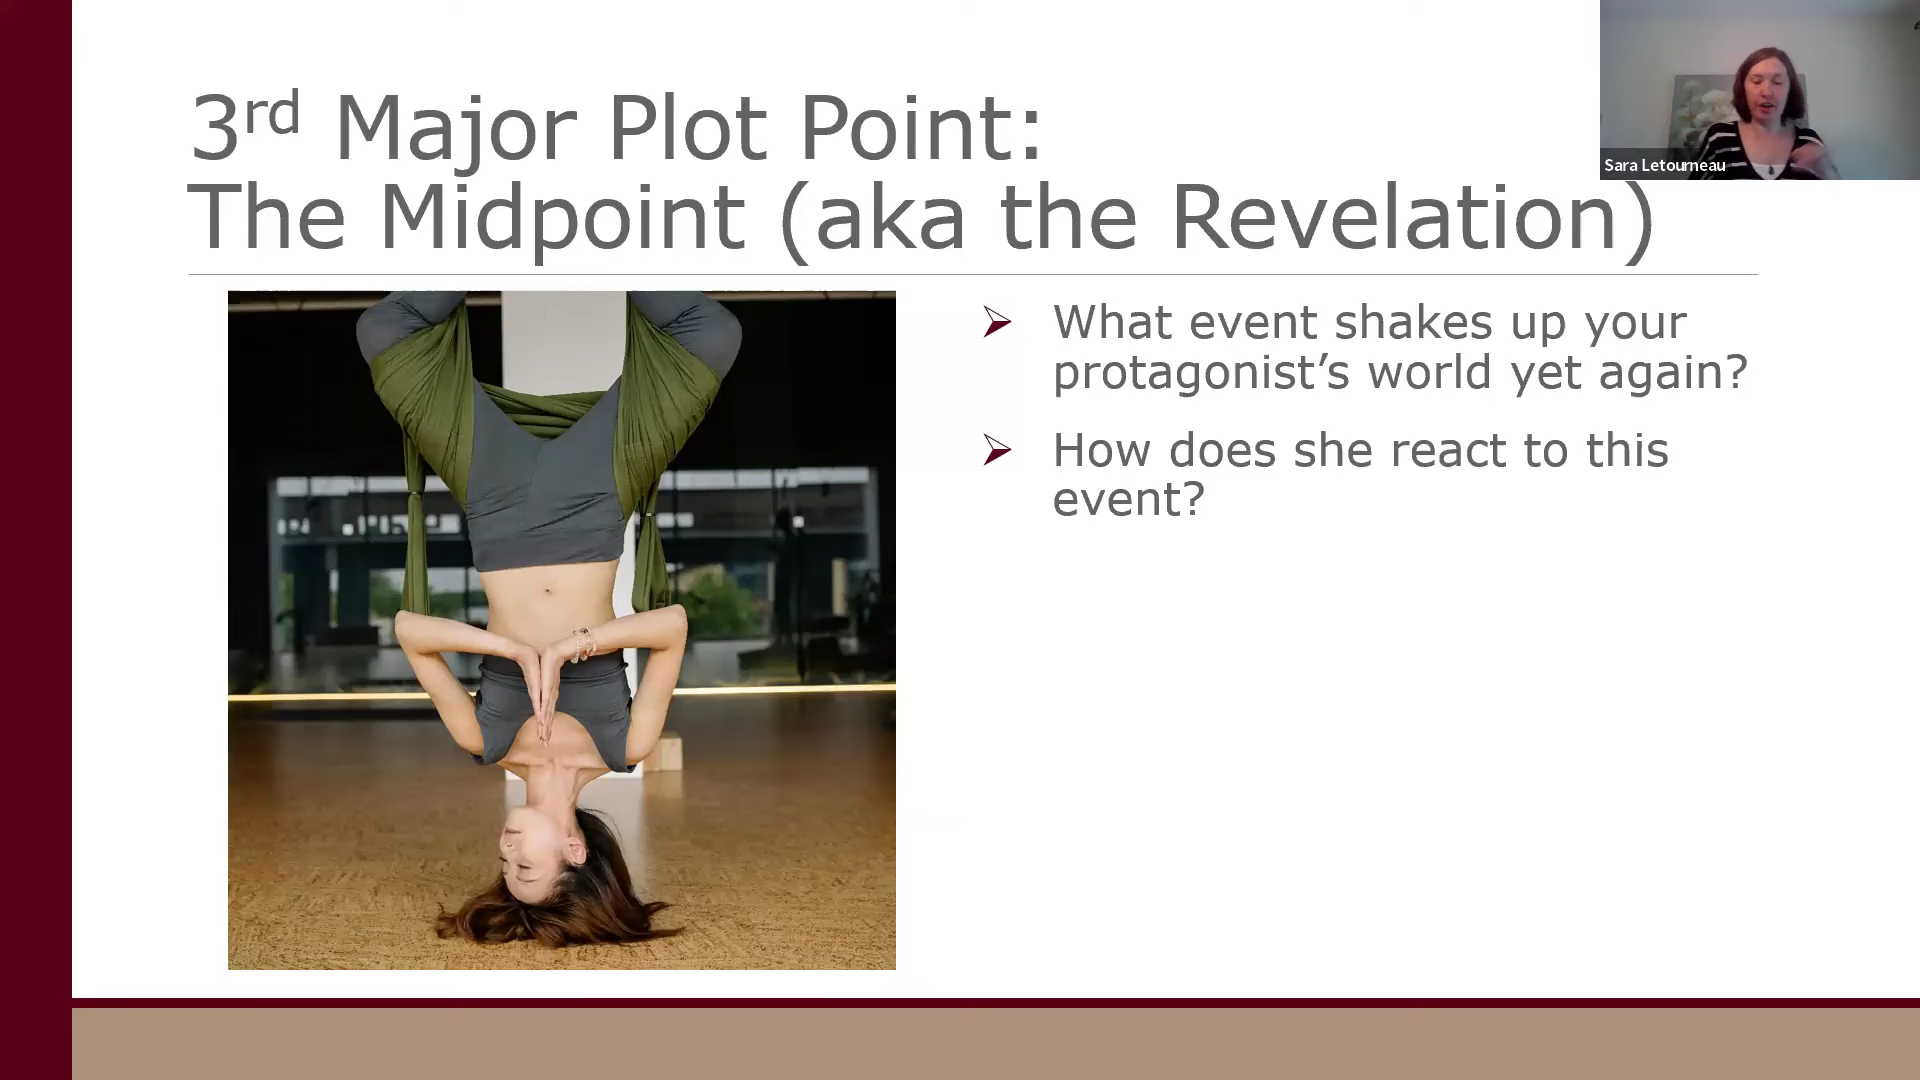 3rd Major Plot Point:
The Midpoint (aka the Revelation)
Sara Letourneau
What event shakes up your
protagonist’s world yet again?
How does she react to this
event?